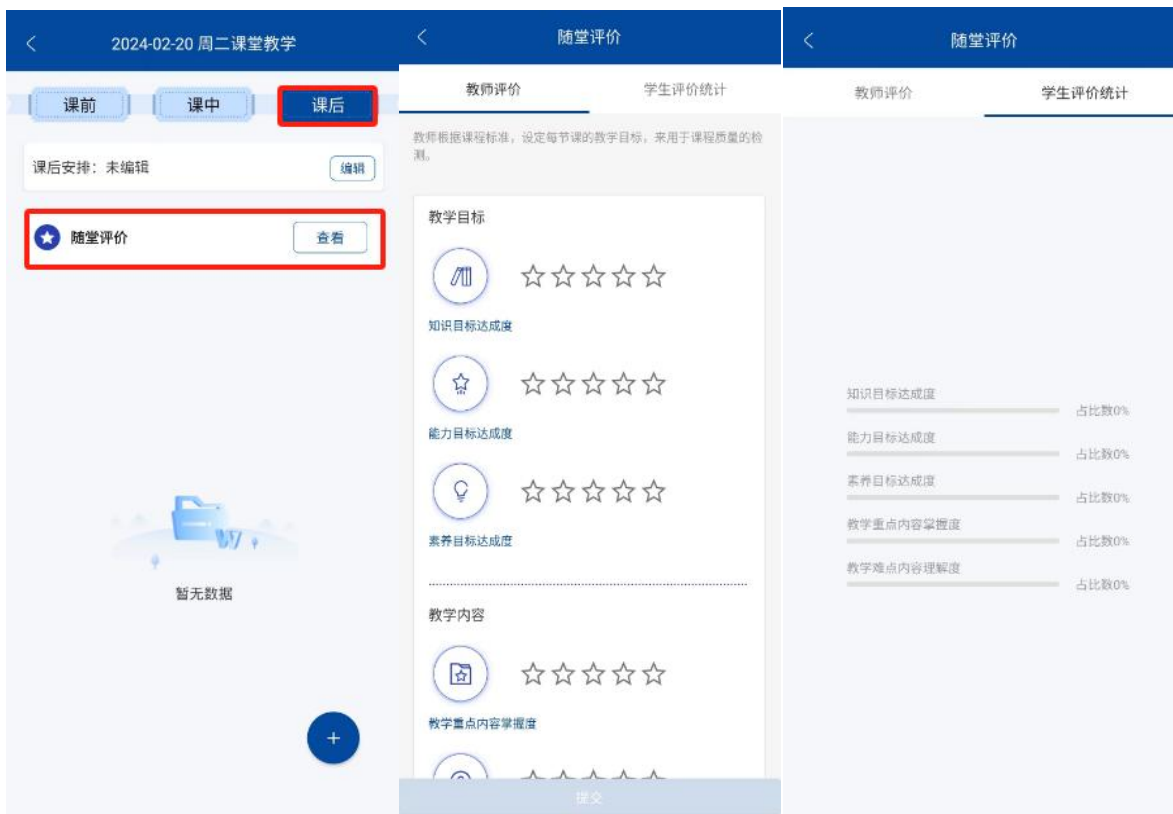 2024-02-20 周二课堂教学
课前
课中
课后
课后安排：未编辑
编辑
随堂评价
查看
暂无数据
+
随堂评价
教师评价
学生评价统计
教师根据课程标准，设定每节课的教学目标，来用于课程质量的检
测。
教学目标
知识目标达成度
能力目标达成度
素养目标达成度
教学内容
教学重点内容掌握度
提交
随堂评价
教师评价
学生评价统计
知识目标达成度
占比数0%
能力目标达成度
占比数0%
素养目标达成度
占比数0%
教学重点内容掌握度
占比数0%
教学难点内容理解度
占比数0%